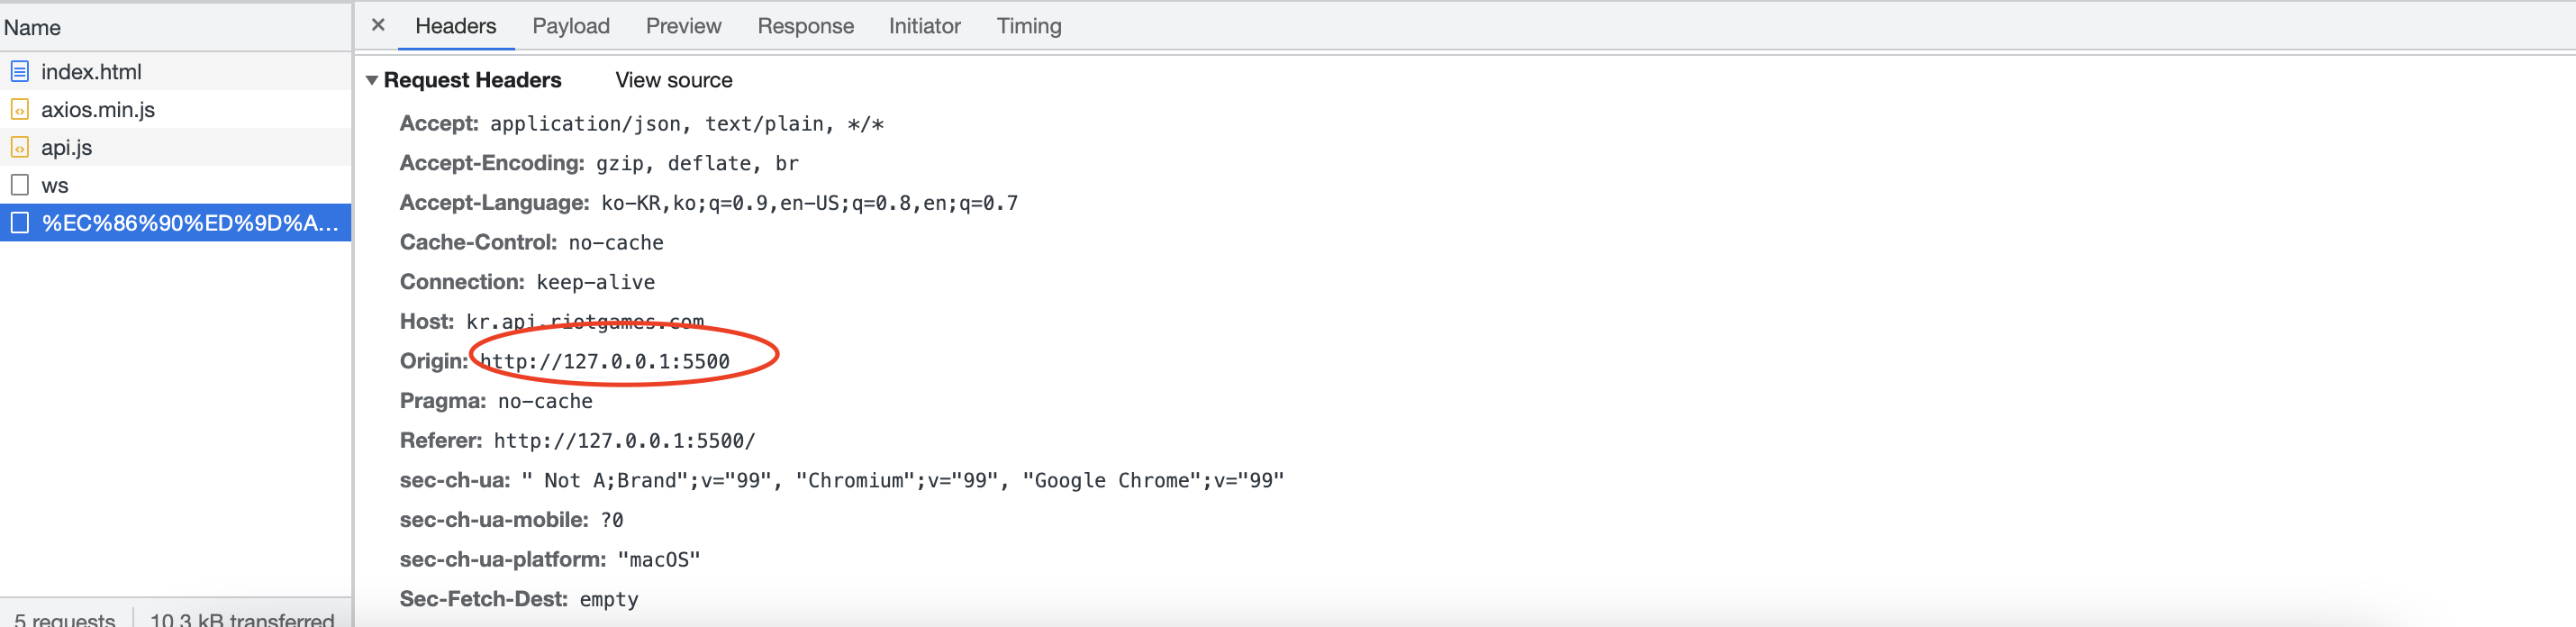 Name
index.html
axios.min.js
api.js
ws
%EC%86%90%ED%9D%A...
5 requests
10.3 kB transferred
× Headers Payload Preview Response Initiator Timing
Request Headers View source
Accept: application/json, text/plain, */*
Accept-Encoding: gzip, deflate, br
Accept-Language: ko-KR,ko;q=0.9,en-US;q=0.8,en;q=0.7
Cache-Control: no-cache
Connection: keep-alive
Host: kr.api.riotgames.com
Origin: http://127.0.0.1:5500
Pragma: no-cache
Referer: http://127.0.0.1:5500/
sec-ch-ua: " Not A;Brand";v="99", "Chromium";v="99", "Google Chrome";v="99"
sec-ch-ua-mobile: ?0
sec-ch-ua-platform: "macOS"
Sec-Fetch-Dest: empty